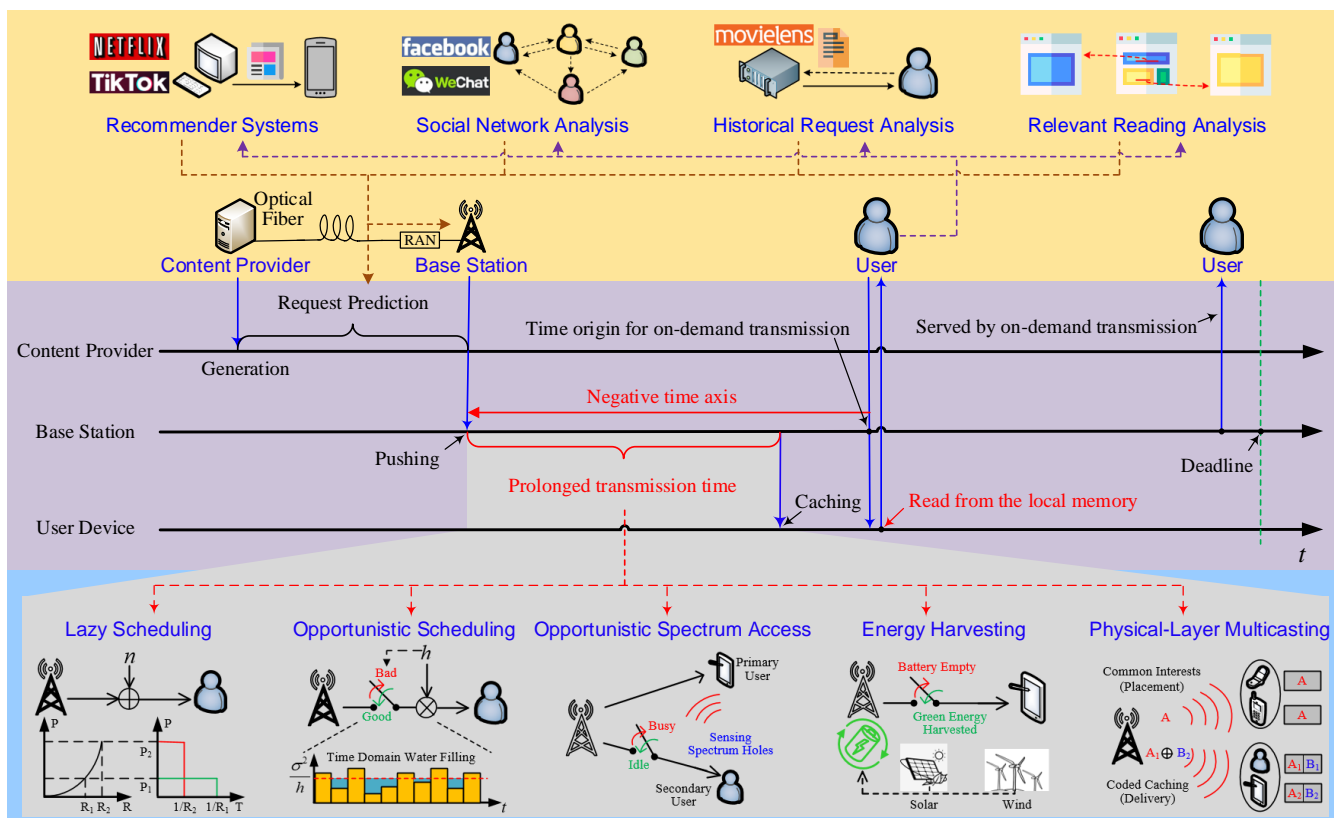 NETFLIX
TikTok
facebook
WeChat
movielens
Recommender Systems
Social Network Analysis
Historical Request Analysis
Relevant Reading Analysis
Optical
Fiber
RAN
Content Provider
Base Station
User
User
Request Prediction
Time origin for on-demand transmission
Served by on-demand transmission
Content Provider
Generation
Negative time axis
Base Station
Pushing
Deadline
Prolonged transmission time
Caching
Read from the local memory
User Device
t
Lazy Scheduling
Opportunistic Scheduling
Opportunistic Spectrum Access
Energy Harvesting
Physical-Layer Multicasting
n
P
P
P₂
P₁
R₁ R₂ R
1/R₂ 1/R₁ T
Bad
h
Good
Time Domain Water Filling
σ²
h
t
Primary
User
Busy
Idle
Sensing
Spectrum Holes
Secondary
User
Battery Empty
Green Energy
Harvested
Solar
Wind
Common Interests
(Placement)
A
A
A
A₁⊕B₂
A₁ B₁
A₂ B₂
Coded Caching
(Delivery)